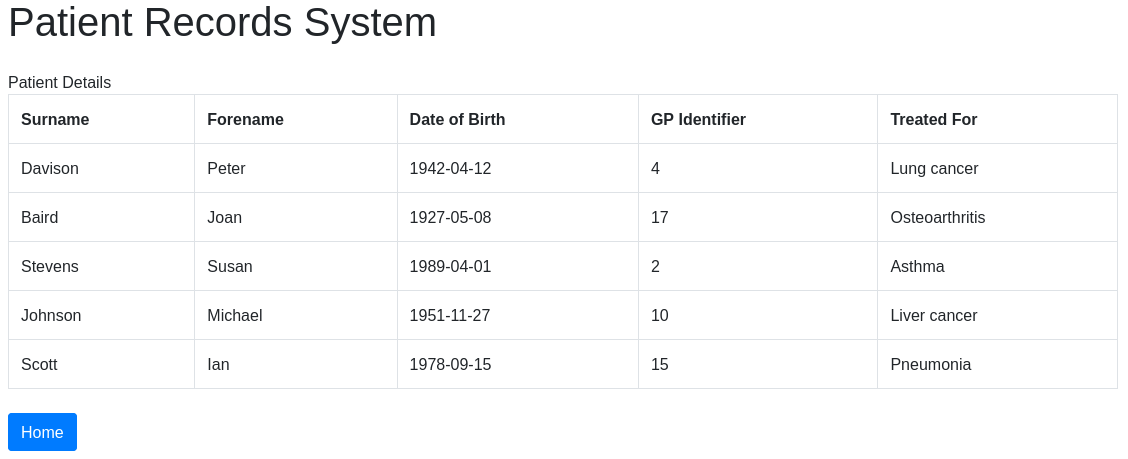 Patient Records System
Patient Details
Surname Forename Date of Birth GP Identifier Treated For
Davison Peter 1942-04-12 4 Lung cancer
Baird Joan 1927-05-08 17 Osteoarthritis
Stevens Susan 1989-04-01 2 Asthma
Johnson Michael 1951-11-27 10 Liver cancer
Scott Ian 1978-09-15 15 Pneumonia
Home